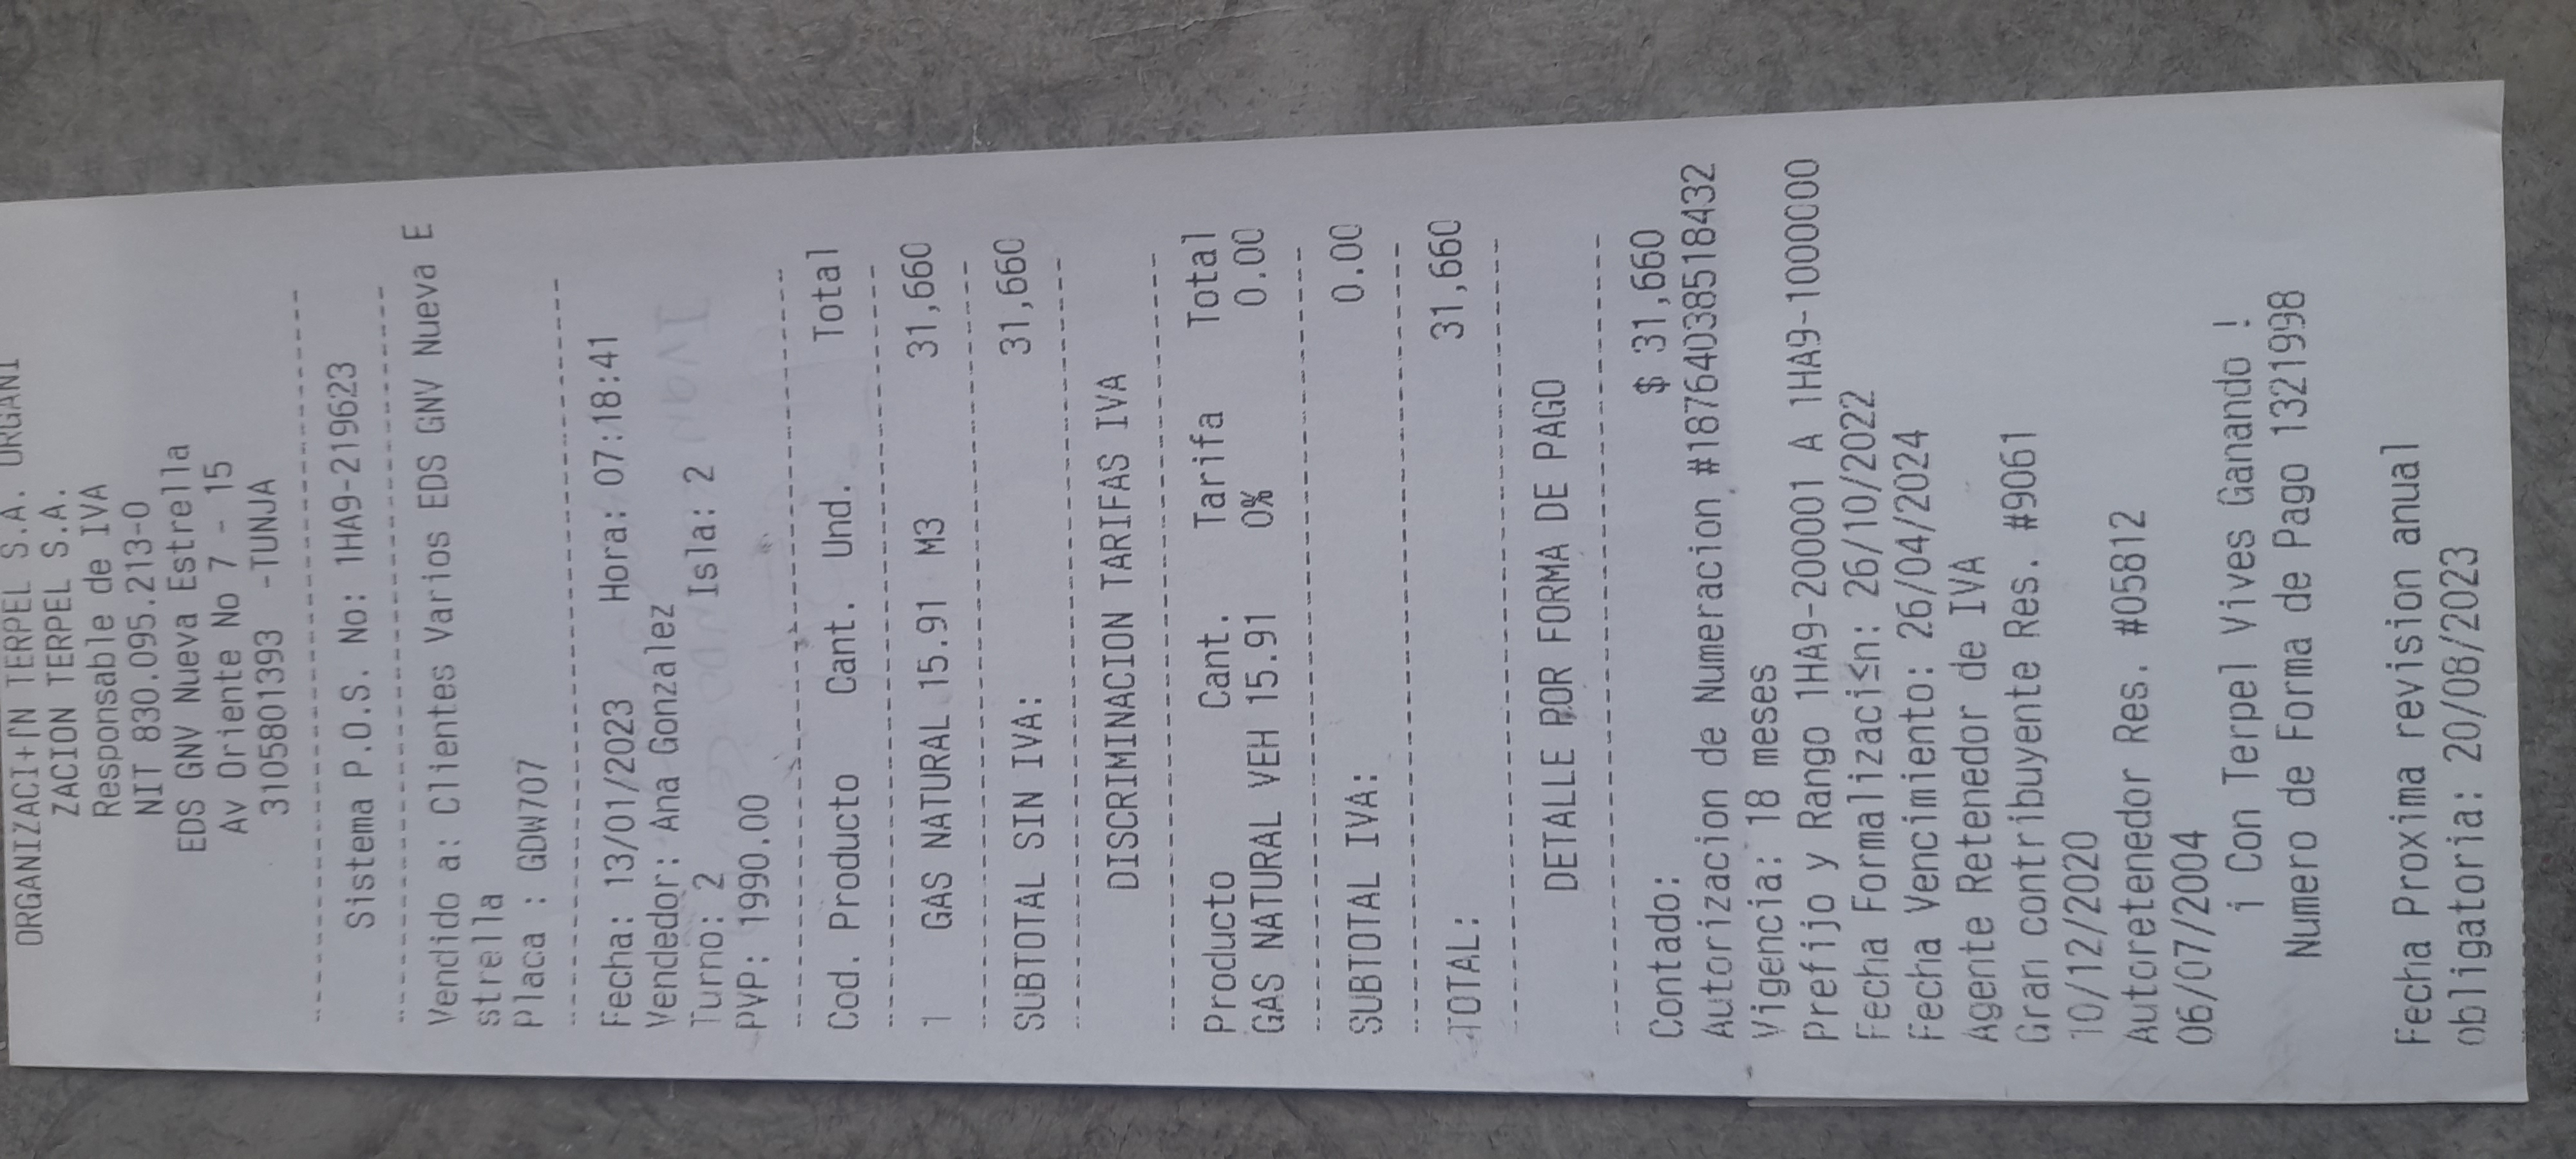 ORGANIZACI+ΓN TERPEL S.A. ORGANI
ZACION TERPEL S.A.
Responsable de IVA
NIT 830.095.213-0
EDS GNV Nueva Estrella
Av Oriente No 7 - 15
3105801393 -TUNJA
Sistema P.O.S. No: 1HA9-219623
Vendido a: Clientes Varios EDS GNV Nueva E
strella
Placa : GDW707
Fecha: 13/01/2023 Hora: 07:18:41
Vendedor: Ana Gonzalez
Turno: 2 Isla: 2
PVP: 1990.00
Cod. Producto Cant. Und. Total
1 GAS NATURAL 15.91 M3 31,660
SUBTOTAL SIN IVA: 31,660
DISCRIMINACION TARIFAS IVA
Producto Cant. Tarifa Total
GAS NATURAL VEH 15.91 0% 0.00
SUBTOTAL IVA: 0.00
TOTAL: 31,660
DETALLE POR FORMA DE PAGO
Contado: $ 31,660
Autorizacion de Numeracion #18764038518432
Vigencia: 18 meses
Prefijo y Rango 1HA9-200001 A 1HA9-1000000
Fecha Formalizaci≤n: 26/10/2022
Fecha Vencimiento: 26/04/2024
Agente Retenedor de IVA
Gran contribuyente Res. #9061
10/12/2020
Autoretenedor Res. #05812
06/07/2004
¡ Con Terpel Vives Ganando !
Numero de Forma de Pago 1321998
Fecha Proxima revision anual
obligatoria: 20/08/2023